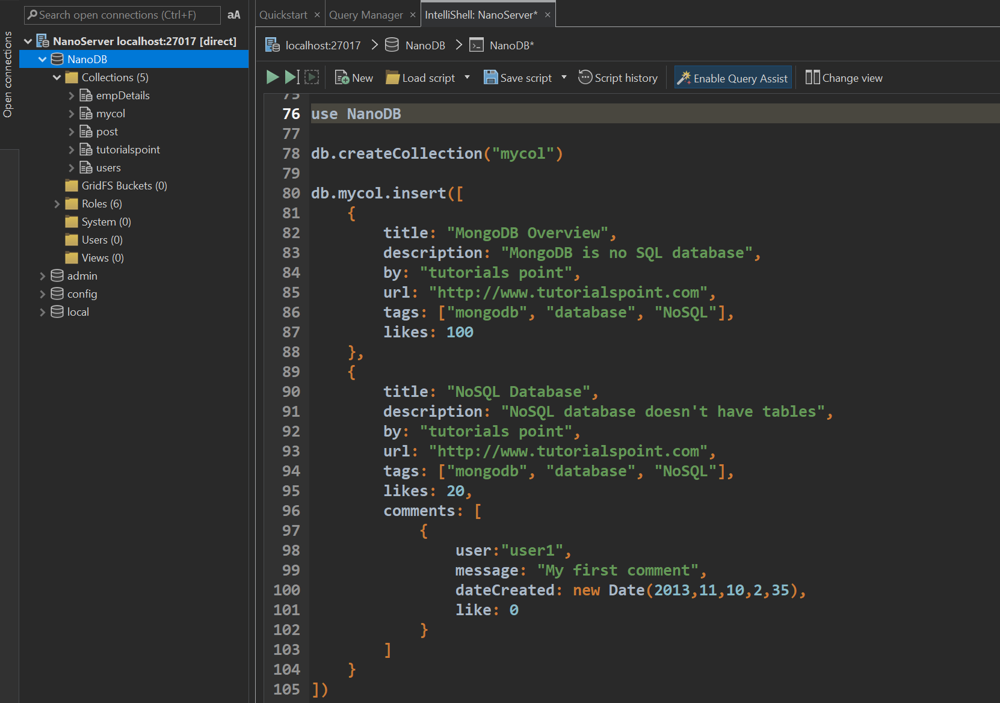 Open connections
Search open connections (Ctrl+F) aA
NanoServer localhost:27017 [direct]
NanoDB
Collections (5)
empDetails
mycol
post
tutorialspoint
users
GridFS Buckets (0)
Roles (6)
System (0)
Users (0)
Views (0)
admin
config
local
Quickstart × Query Manager × IntelliShell: NanoServer* ×
localhost:27017 > NanoDB > NanoDB*
New Load script Save script Script history Enable Query Assist Change view
75
76 use NanoDB
77
78 db.createCollection("mycol")
79
80 db.mycol.insert([
81 {
82 title: "MongoDB Overview",
83 description: "MongoDB is no SQL database",
84 by: "tutorials point",
85 url: "http://www.tutorialspoint.com",
86 tags: ["mongodb", "database", "NoSQL"],
87 likes: 100
88 },
89 {
90 title: "NoSQL Database",
91 description: "NoSQL database doesn't have tables",
92 by: "tutorials point",
93 url: "http://www.tutorialspoint.com",
94 tags: ["mongodb", "database", "NoSQL"],
95 likes: 20,
96 comments: [
97 {
98 user:"user1",
99 message: "My first comment",
100 dateCreated: new Date(2013,11,10,2,35),
101 like: 0
102 }
103 ]
104 }
105 ])